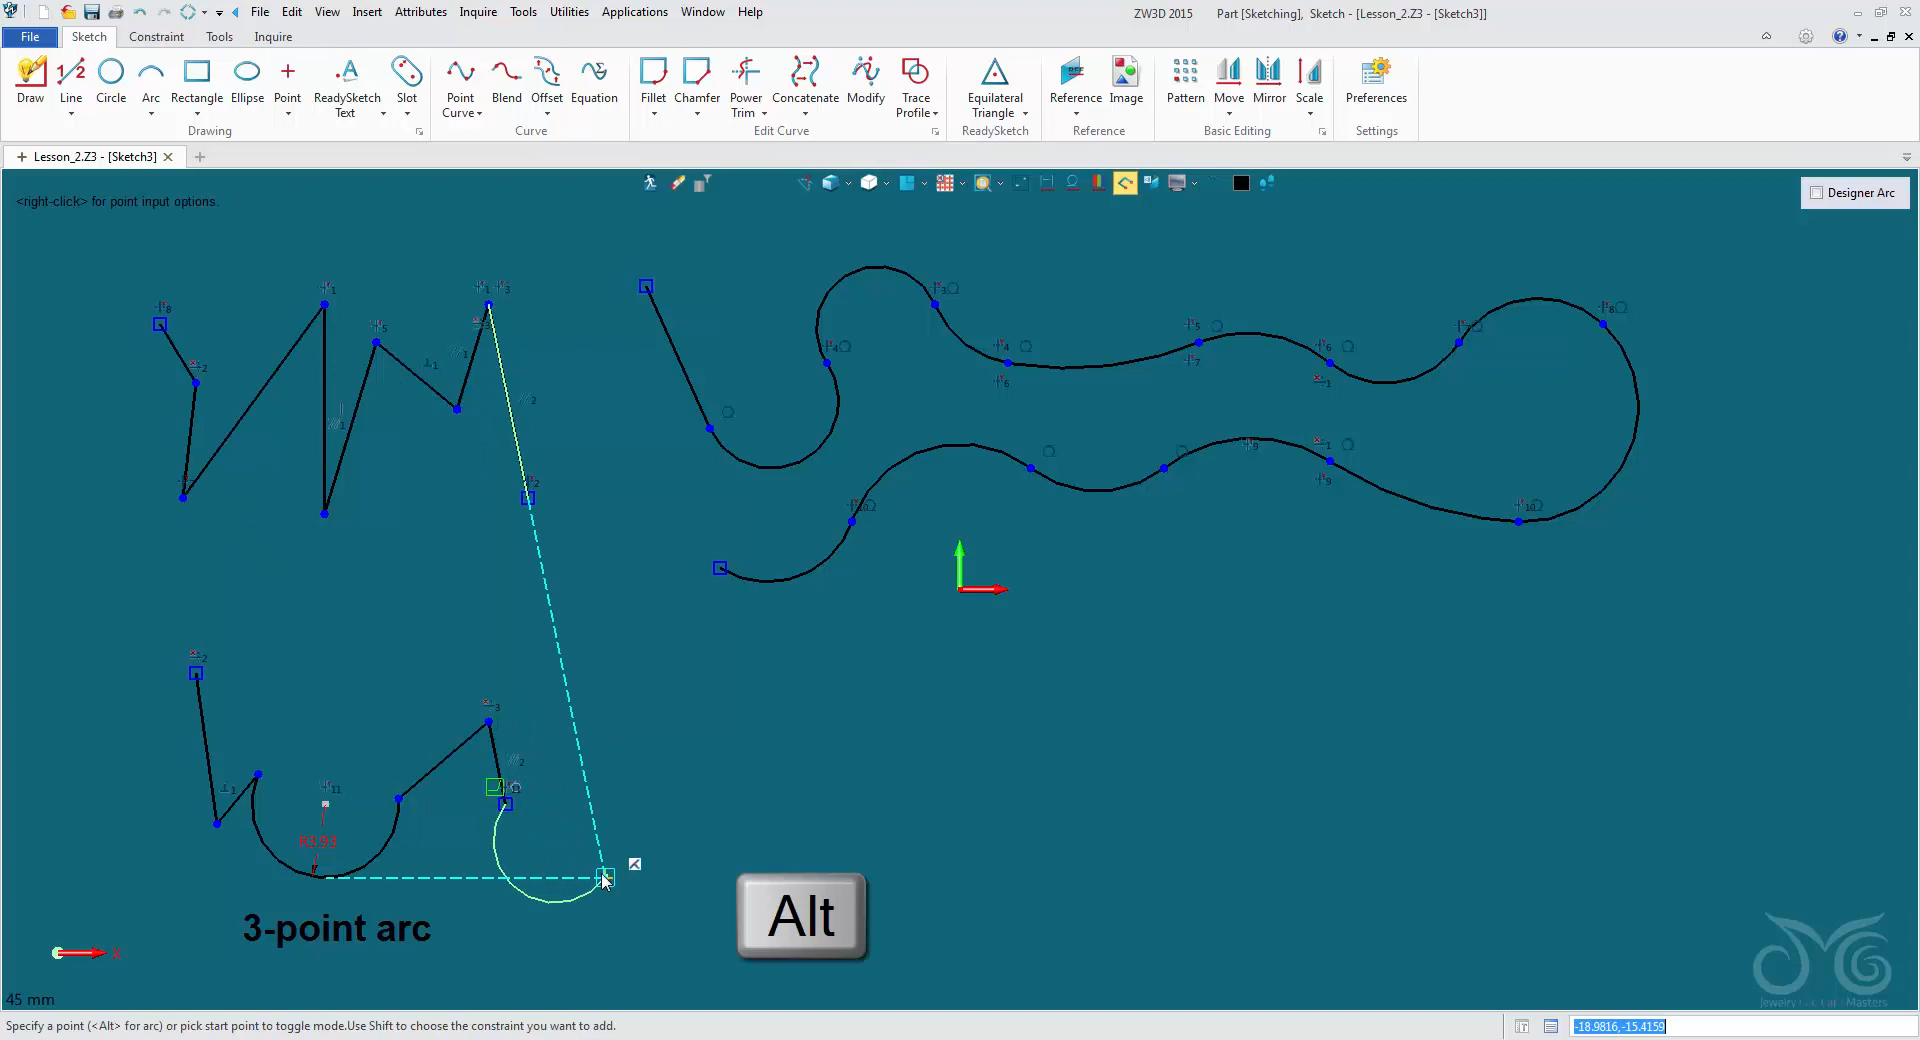 File Edit View Insert Attributes Inquire Tools Utilities Applications Window Help
ZW3D 2015 Part [Sketching], Sketch - [Lesson_2.Z3 - [Sketch3]]
File Sketch Constraint Tools Inquire
Draw Line Circle Arc Rectangle Ellipse Point ReadySketch Text Slot
Point Curve Blend Offset Equation
Fillet Chamfer Power Trim Concatenate Modify Trace Profile
Equilateral Triangle
Reference Image
Pattern Move Mirror Scale
Preferences
Drawing Curve Edit Curve ReadySketch Reference Basic Editing Settings
Lesson_2.Z3 - [Sketch3]
<right-click> for point input options.
Designer Arc
R3.93
3-point arc
Alt
X
45 mm
Specify a point (<Alt> for arc) or pick start point to toggle mode.Use Shift to choose the constraint you want to add.
-18.9816,-15.4159